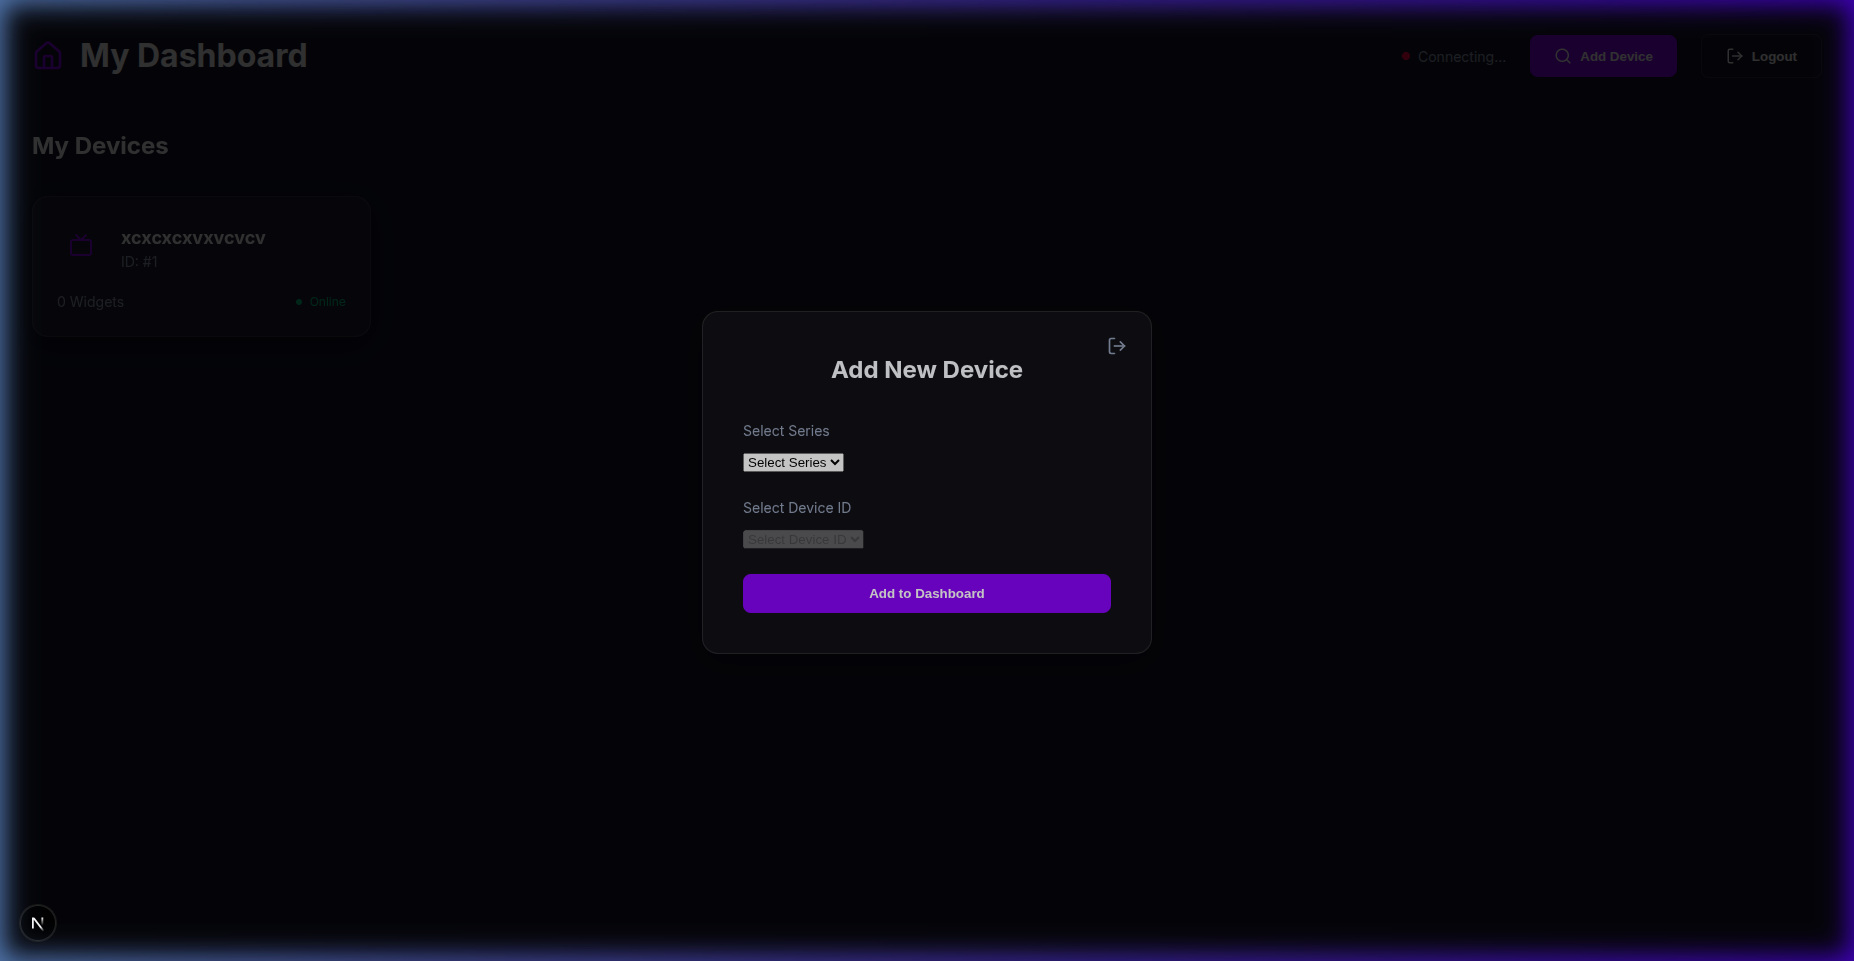 My Dashboard
Connecting...
Add Device
Logout
My Devices
xcxcxcxvxvcvcv
ID: #1
0 Widgets
Online
Add New Device
Select Series
Select Series
Select Device ID
Select Device ID
Add to Dashboard
N